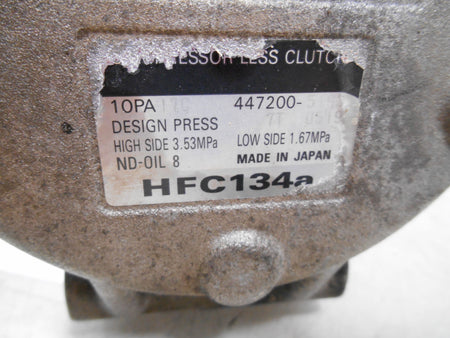 LESS CLUTCH
10PA
447200-
DESIGN PRESS
HIGH SIDE 3.53MPa LOW SIDE 1.67MPa
ND-OIL 8 MADE IN JAPAN
HFC134a